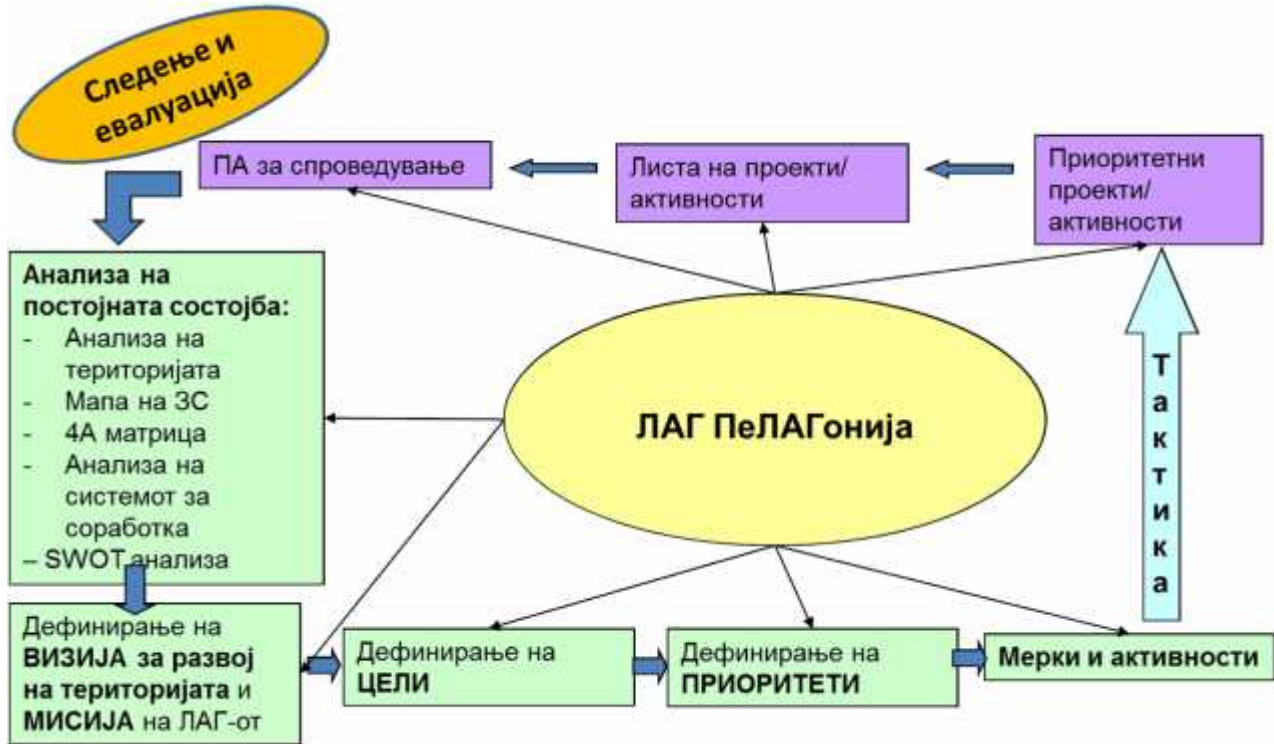 Следење и
евалуација
ПА за спроведување
Листа на проекти/
активности
Приоритетни
проекти/
активности
Анализа на
постојната состојба:
- Анализа на
територијата
- Мапа на ЗС
- 4А матрица
- Анализа на
системот за
соработка
– SWOT анализа
ЛАГ ПеЛАГонија
Тактика
Дефинирање на
ВИЗИЈА за развој
на територијата и
МИСИЈА на ЛАГ-от
Дефинирање на
ЦЕЛИ
Дефинирање на
ПРИОРИТЕТИ
Мерки и активности